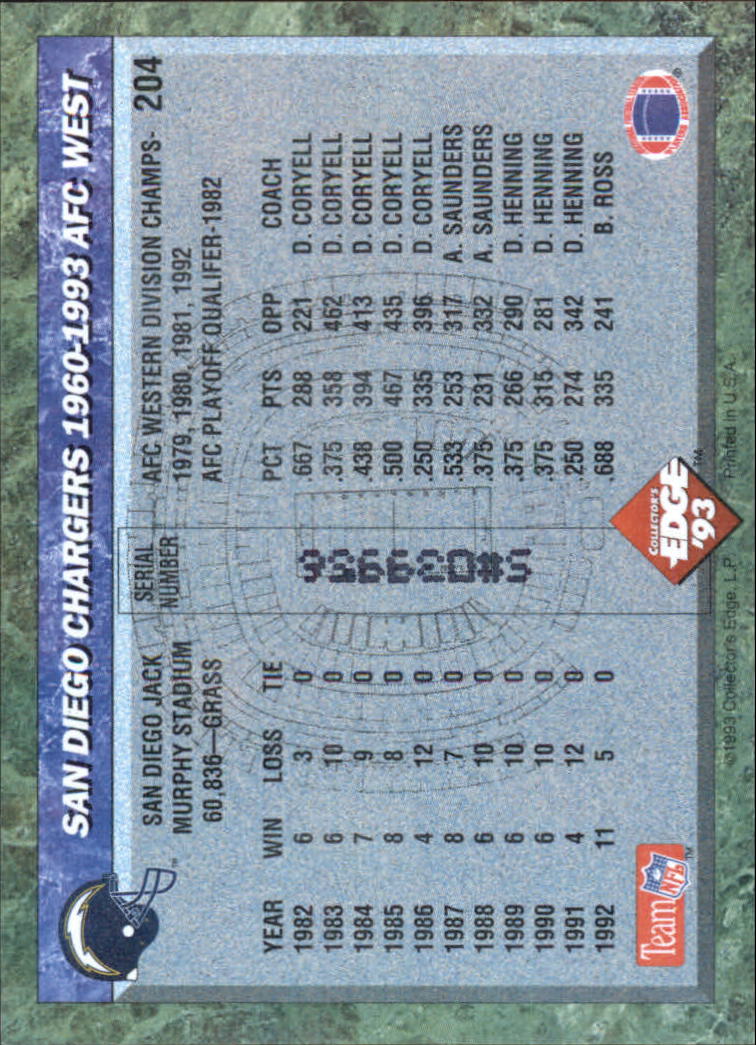 SAN DIEGO CHARGERS 1960-1993 AFC WEST
204
SAN DIEGO JACK
MURPHY STADIUM
60,836—GRASS
SERIAL
NUMBER
AFC WESTERN DIVISION CHAMPS-
1979, 1980, 1981, 1992
AFC PLAYOFF QUALIFER-1982
YEAR WIN LOSS TIE PCT PTS OPP COACH
1982 6 3 0 .667 288 221 D. CORYELL
1983 6 10 0 .375 358 462 D. CORYELL
1984 7 9 0 .438 394 413 D. CORYELL
1985 8 8 0 .500 467 435 D. CORYELL
1986 4 12 0 .250 335 396 D. CORYELL
1987 8 7 0 .533 253 317 A. SAUNDERS
1988 6 10 0 .375 231 332 A. SAUNDERS
1989 6 10 0 .375 266 290 D. HENNING
1990 6 10 0 .375 315 281 D. HENNING
1991 4 12 0 .250 274 342 D. HENNING
1992 11 5 0 .688 335 241 B. ROSS
Team NFL™
COLLECTOR'S
EDGE™
'93
©1993 Collector's Edge, L.P. Printed in U.S.A.